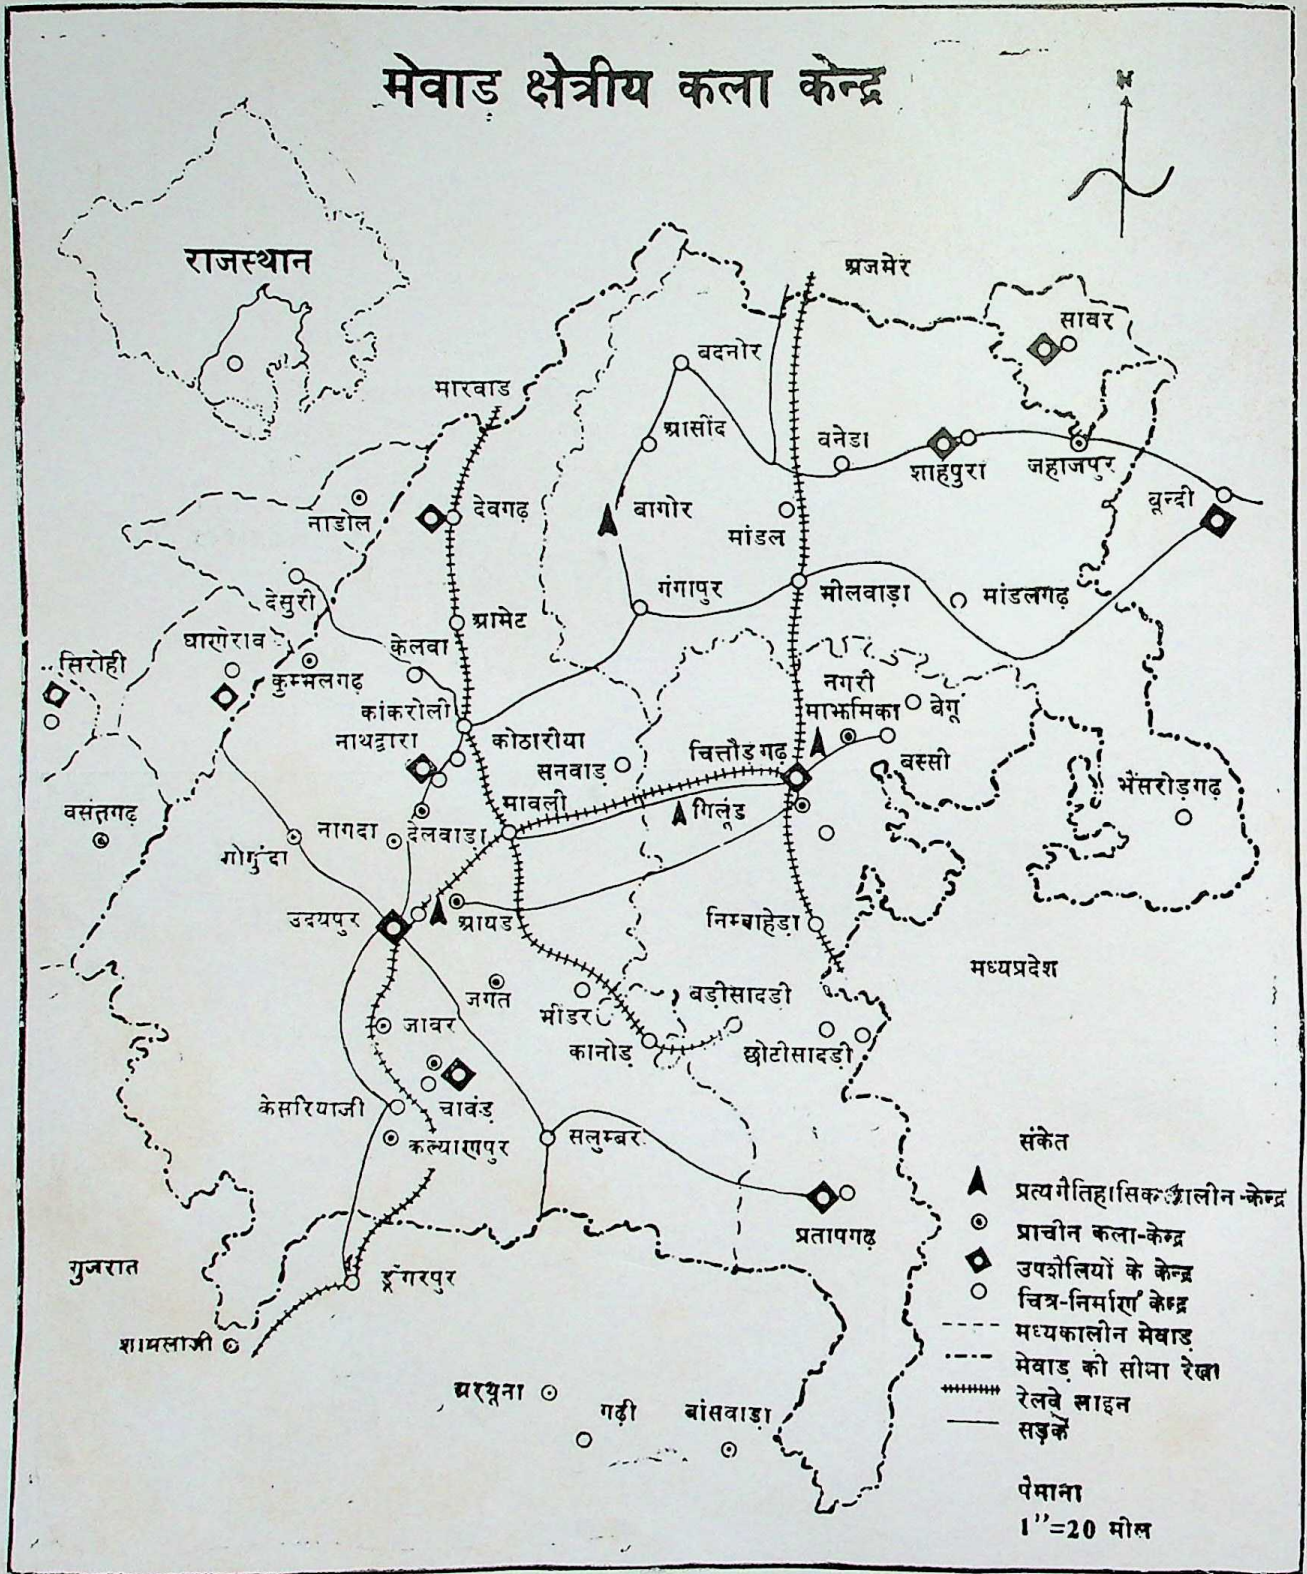 मेवाड़ क्षेत्रीय कला केन्द्र
N
राजस्थान
अजमेर
सावर
बदनोर
मारवाड
आसींद
वनेडा
शाहपुरा
जहाजपुर
बून्दी
नाडोल
देवगढ़
बागोर
मांडल
देसुरी
गंगापुर
भीलवाड़ा
मांडलगढ़
आमेट
घाणेराव
केलवा
सिरोही
कुम्भलगढ़
नगरी
माझमिका
बेगू
कांकरोली
नाथद्वारा
कोठारीया
सनवाड़
चित्तौड़गढ़
बस्सी
भैंसरोड़गढ़
वसंतगढ़
मावली
गिलूंड
नागदा
देलवाड़ा
गोगुंदा
उदयपुर
आयड
निम्बाहेड़ा
मध्यप्रदेश
जगत
भींडर
बड़ीसादड़ी
जावर
कानोड़
छोटीसादड़ी
केसरियाजी
चावंड
कल्याणपुर
सलुम्बर
प्रतापगढ़
गुजरात
डूंगरपुर
शामलाजी
अरथूना
गढ़ी
बांसवाड़ा
संकेत
प्रत्यगैतिहासिक कालीन-केन्द्र
प्राचीन कला-केन्द्र
उपशैलियों के केन्द्र
चित्र-निर्माण केन्द्र
मध्यकालीन मेवाड़
मेवाड़ की सीमा रेखा
रेलवे लाइन
सड़कें
पेमाना
1''=20 मील